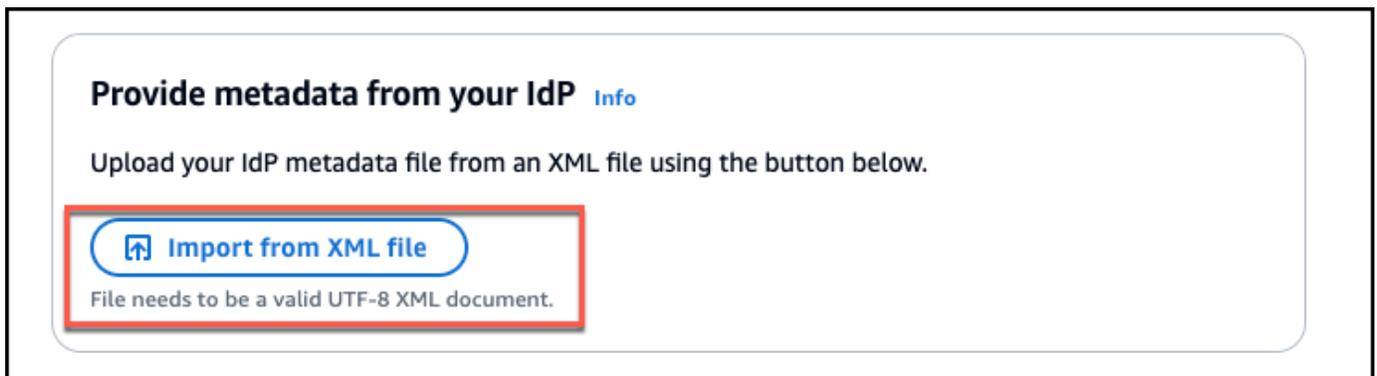 Provide metadata from your IdP Info
Upload your IdP metadata file from an XML file using the button below.
Import from XML file
File needs to be a valid UTF-8 XML document.